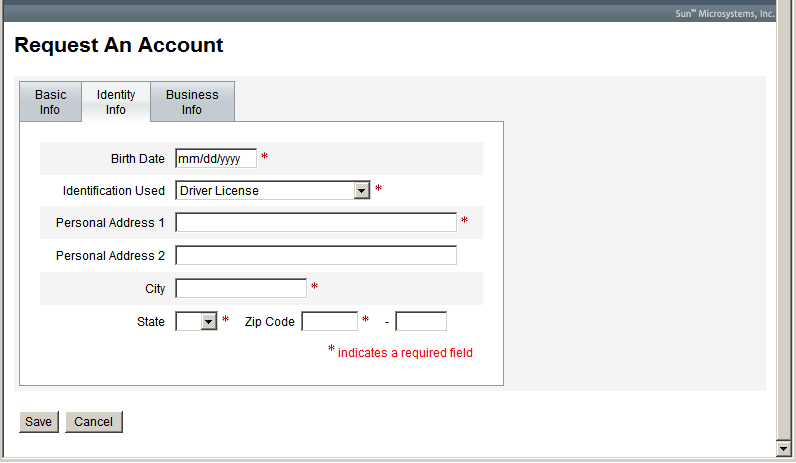 Sun™ Microsystems, Inc.
Request An Account
Basic Info
Identity Info
Business Info
Birth Date mm/dd/yyyy *
Identification Used Driver License *
Personal Address 1 *
Personal Address 2
City *
State * Zip Code * -
* indicates a required field
Save Cancel